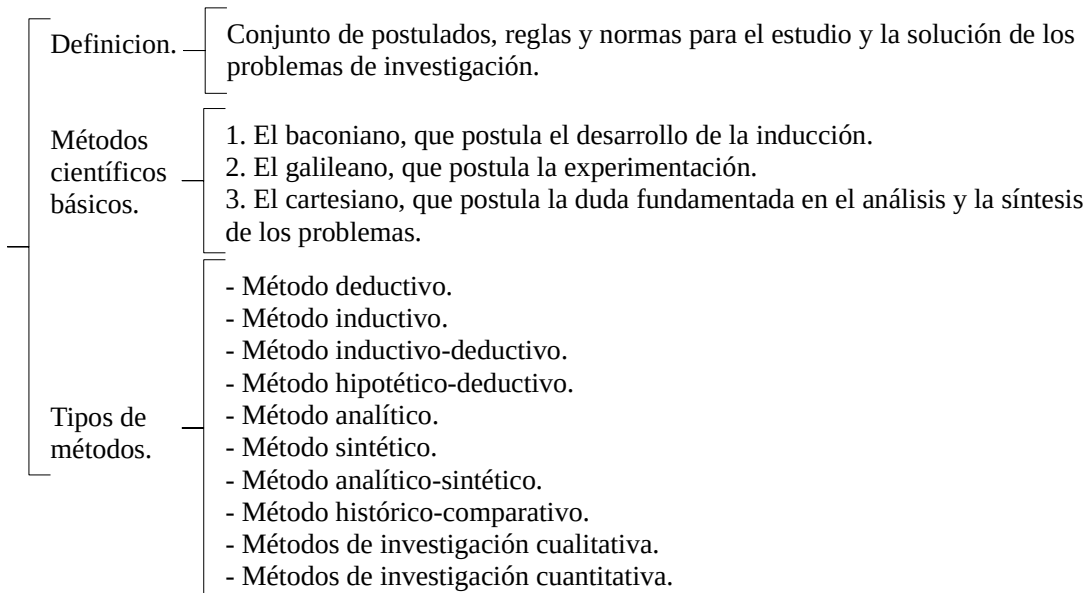 Definicion.
Conjunto de postulados, reglas y normas para el estudio y la solución de los
problemas de investigación.
Métodos
científicos
básicos.
1. El baconiano, que postula el desarrollo de la inducción.
2. El galileano, que postula la experimentación.
3. El cartesiano, que postula la duda fundamentada en el análisis y la síntesis
de los problemas.
Tipos de
métodos.
- Método deductivo.
- Método inductivo.
- Método inductivo-deductivo.
- Método hipotético-deductivo.
- Método analítico.
- Método sintético.
- Método analítico-sintético.
- Método histórico-comparativo.
- Métodos de investigación cualitativa.
- Métodos de investigación cuantitativa.